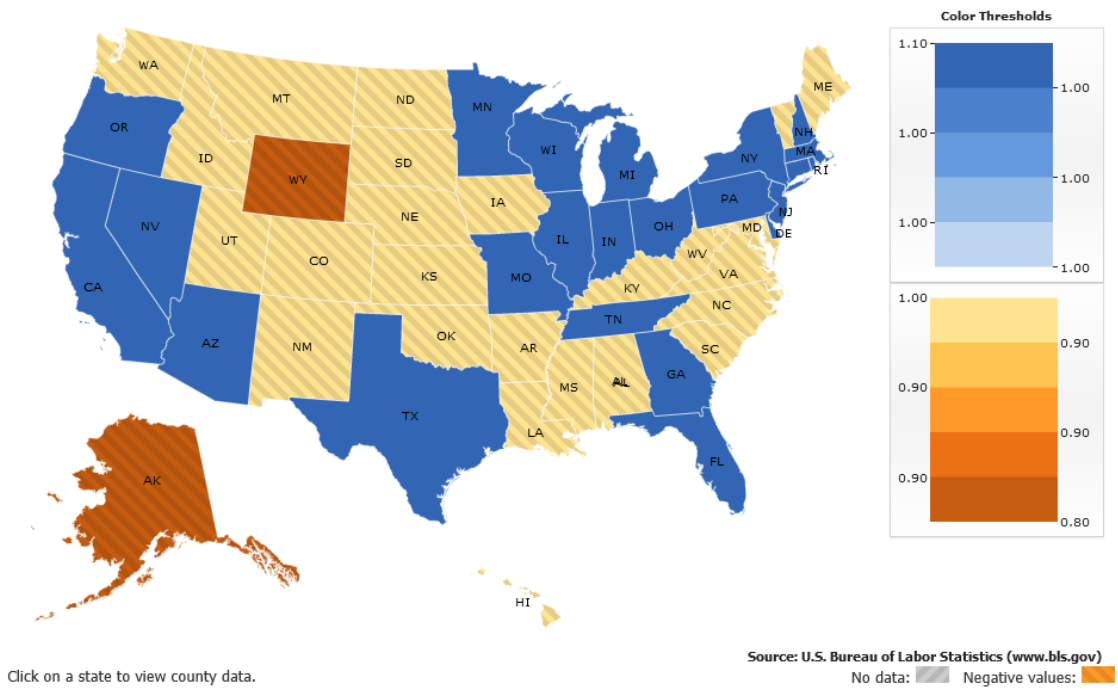 Color Thresholds
1.10
1.00
1.00
1.00
1.00
1.00
1.00
0.90
0.90
0.90
0.90
0.80
WA
MT
ND
MN
ME
OR
ID
SD
WI
MI
NY
NH
MA
RI
WY
NE
IA
PA
NJ
NV
UT
CO
KS
IL
IN
OH
MD
DE
WV
VA
CA
MO
KY
AZ
NM
OK
AR
TN
NC
SC
TX
LA
MS
AL
GA
FL
AK
HI
Source: U.S. Bureau of Labor Statistics (www.bls.gov)
Click on a state to view county data.
No data:
Negative values: